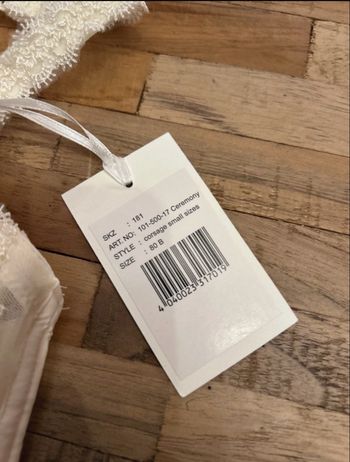 SKZ : 181
ART. NO: 101-500-17 Ceremony
STYLE : corsage small sizes
SIZE : 80 B
4 040023 317019